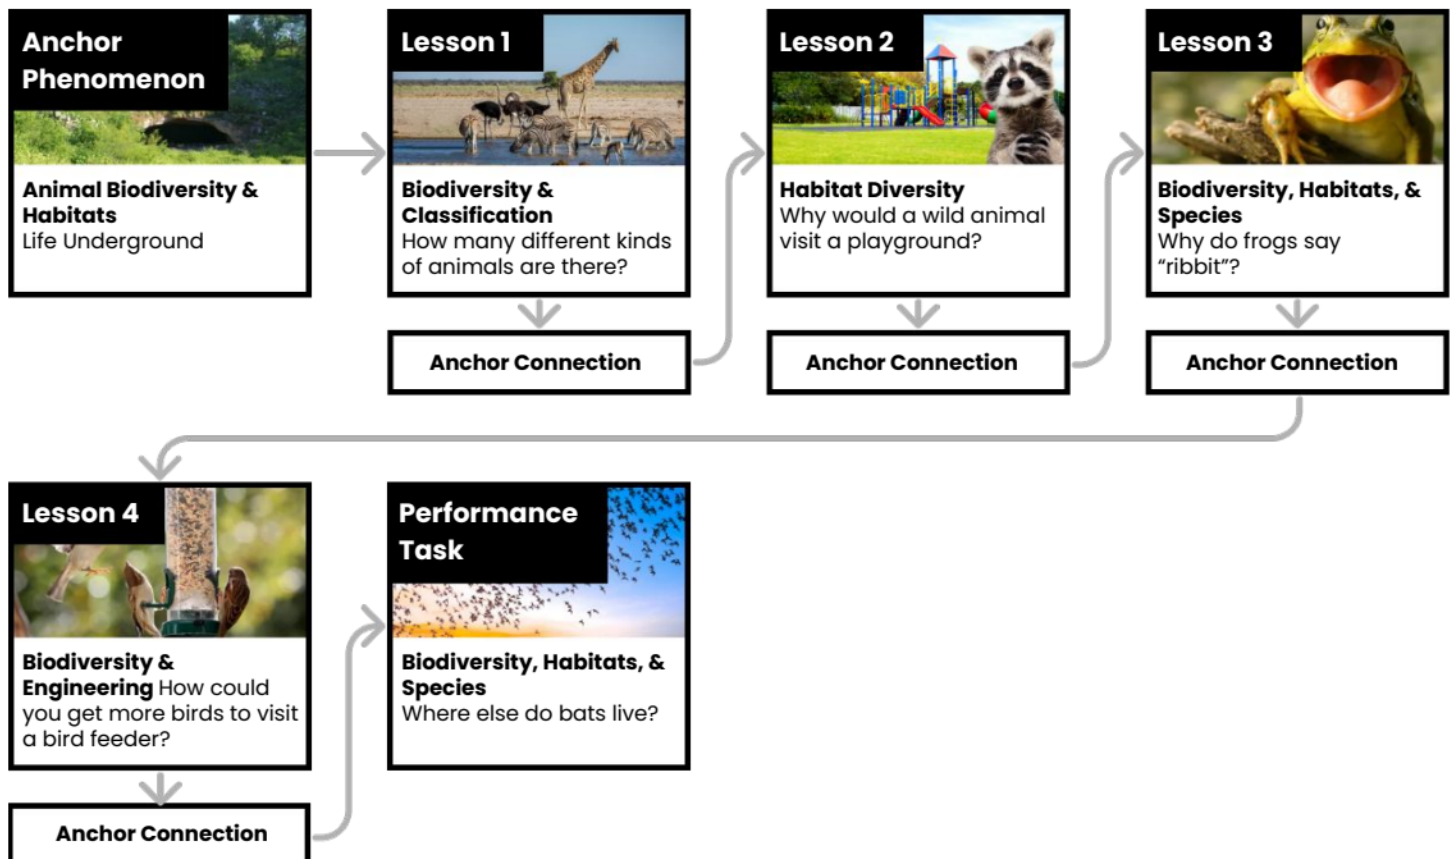 Anchor
Phenomenon
Animal Biodiversity &
Habitats
Life Underground
Lesson 1
Biodiversity &
Classification
How many different kinds
of animals are there?
Anchor Connection
Lesson 2
Habitat Diversity
Why would a wild animal
visit a playground?
Anchor Connection
Lesson 3
Biodiversity, Habitats, &
Species
Why do frogs say
“ribbit”?
Anchor Connection
Lesson 4
Biodiversity &
Engineering How could
you get more birds to visit
a bird feeder?
Anchor Connection
Performance
Task
Biodiversity, Habitats, &
Species
Where else do bats live?